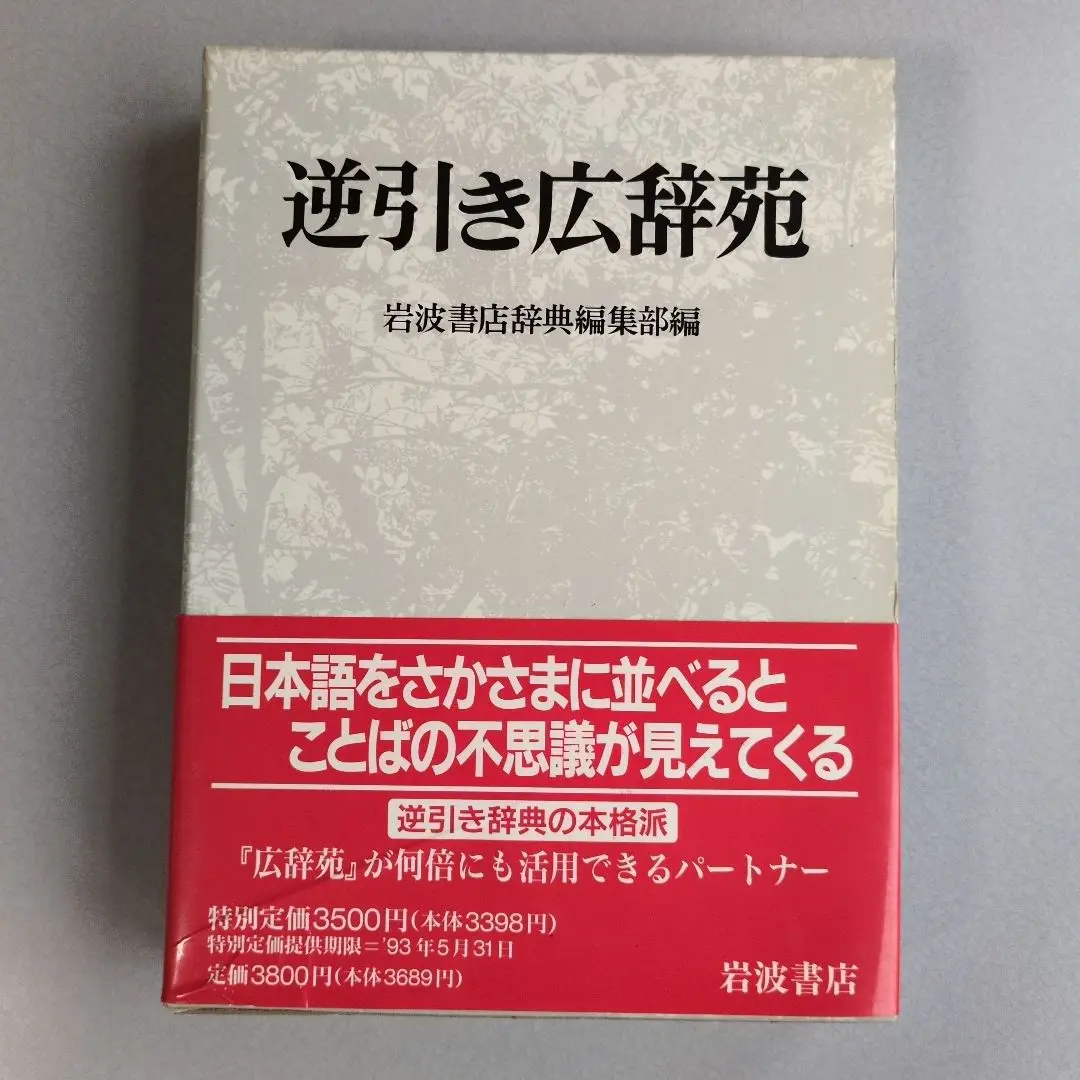 逆引き広辞苑
岩波書店辞典編集部編
日本語をさかさまに並べると
ことばの不思議が見えてくる
逆引き辞典の本格派
『広辞苑』が何倍にも活用できるパートナー
特別定価3500円(本体3398円)
特別定価提供期限='93年5月31日
定価3800円(本体3689円)
岩波書店